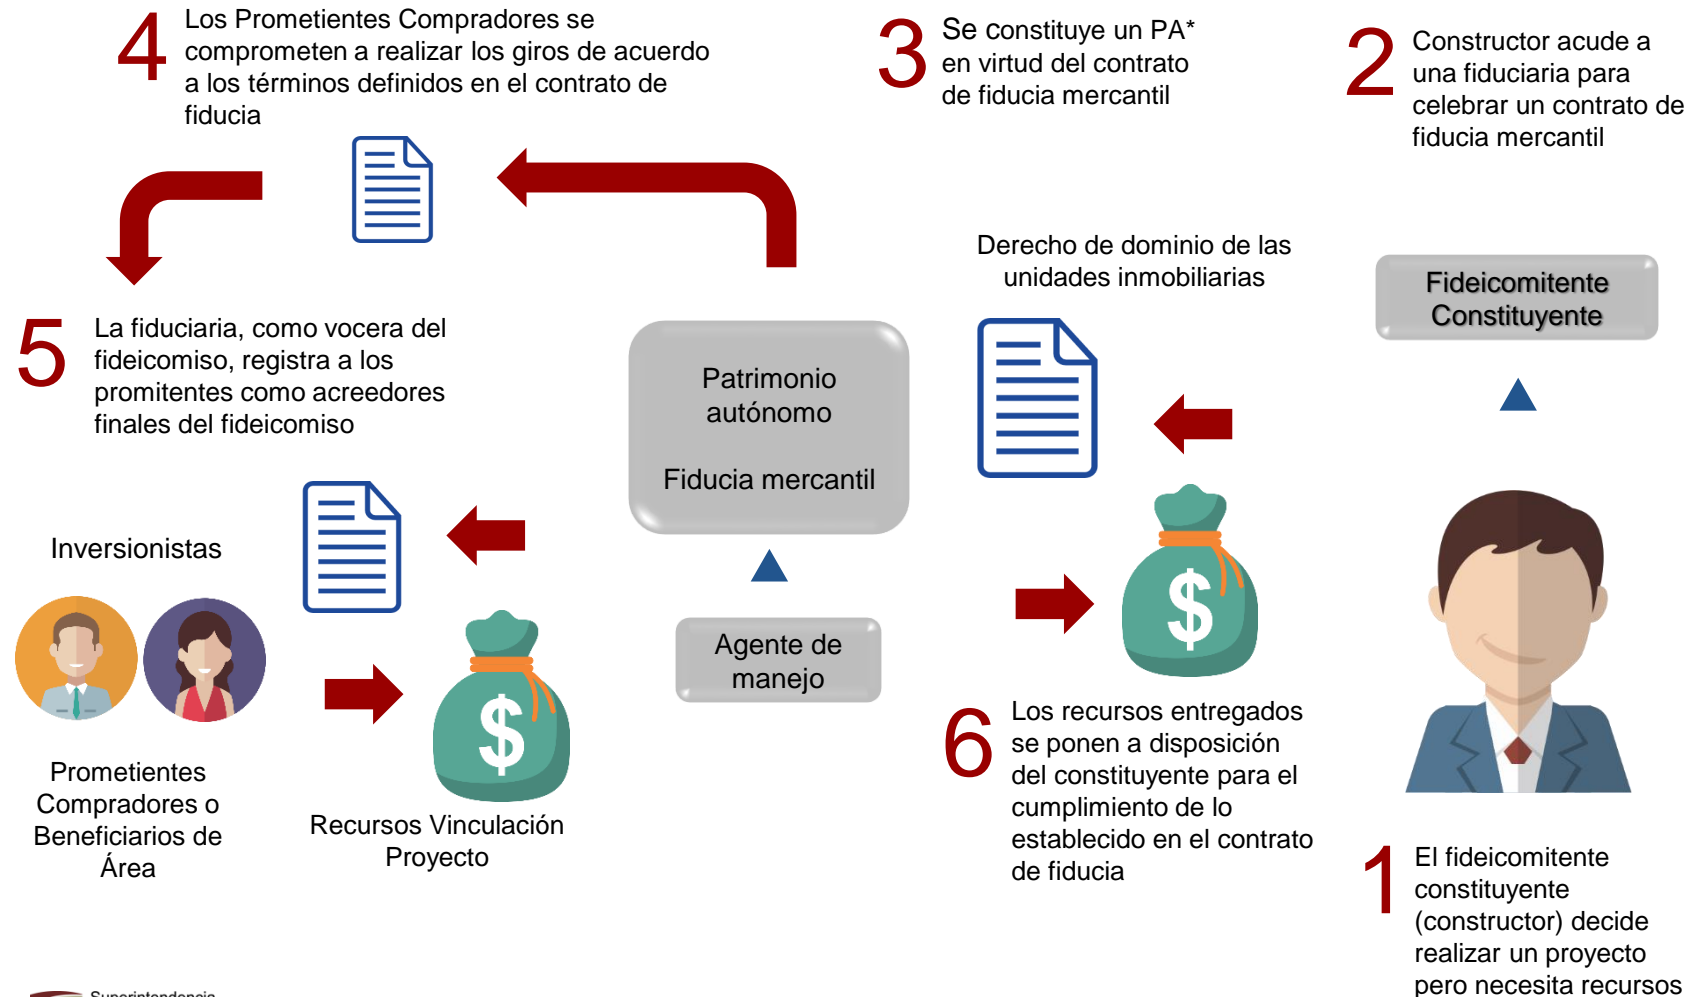 4
Los Prometientes Compradores se
comprometen a realizar los giros de acuerdo
a los términos definidos en el contrato de
fiducia
3
Se constituye un PA*
en virtud del contrato
de fiducia mercantil
2
Constructor acude a
una fiduciaria para
celebrar un contrato de
fiducia mercantil
Derecho de dominio de las
unidades inmobiliarias
Fideicomitente
Constituyente
5
La fiduciaria, como vocera del
fideicomiso, registra a los
promitentes como acreedores
finales del fideicomiso
Patrimonio
autónomo
Fiducia mercantil
Inversionistas
$
$
Agente de
manejo
Prometientes
Compradores o
Beneficiarios de
Área
Recursos Vinculación
Proyecto
6
Los recursos entregados
se ponen a disposición
del constituyente para el
cumplimiento de lo
establecido en el contrato
de fiducia
1
El fideicomitente
constituyente
(constructor) decide
realizar un proyecto
pero necesita recursos
Superintendencia